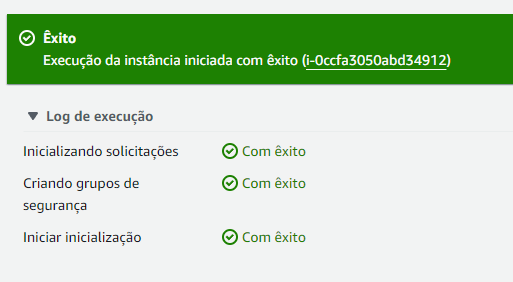 Êxito
Execução da instância iniciada com êxito (i-0ccfa3050abd34912)
Log de execução
Inicializando solicitações Com êxito
Criando grupos de Com êxito
segurança
Iniciar inicialização Com êxito